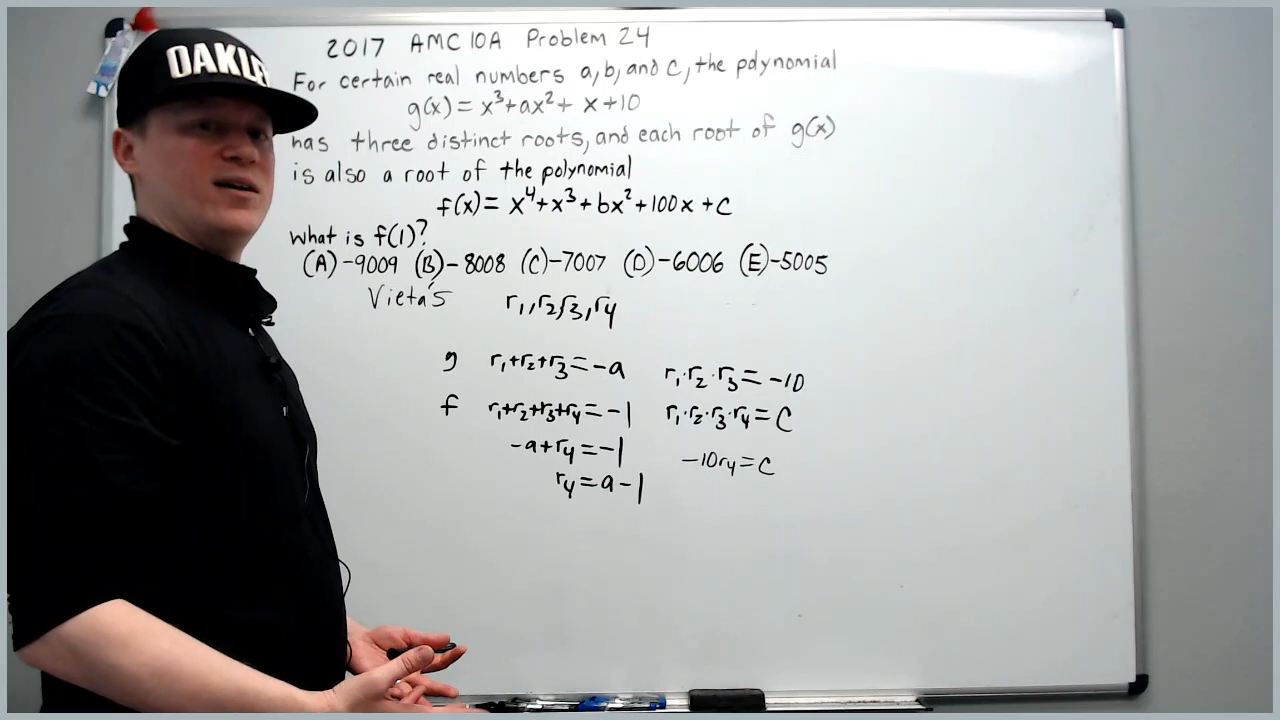 OAKLE
2017 AMC 10A Problem 24
For certain real numbers a, b, and c, the polynomial
g(x) = x³+ax²+ x+10
has three distinct roots, and each root of g(x)
is also a root of the polynomial
f(x) = x⁴+x³+bx²+100x+c
what is f(1)?
(A)-9009 (B)-8008 (C)-7007 (D)-6006 (E)-5005
Vieta's r₁,r₂,r₃,r₄
g r₁+r₂+r₃=-a r₁·r₂·r₃=-10
f r₁+r₂+r₃+r₄=-1 r₁·r₂·r₃·r₄=c
-a+r₄=-1 -10r₄=c
r₄=a-1